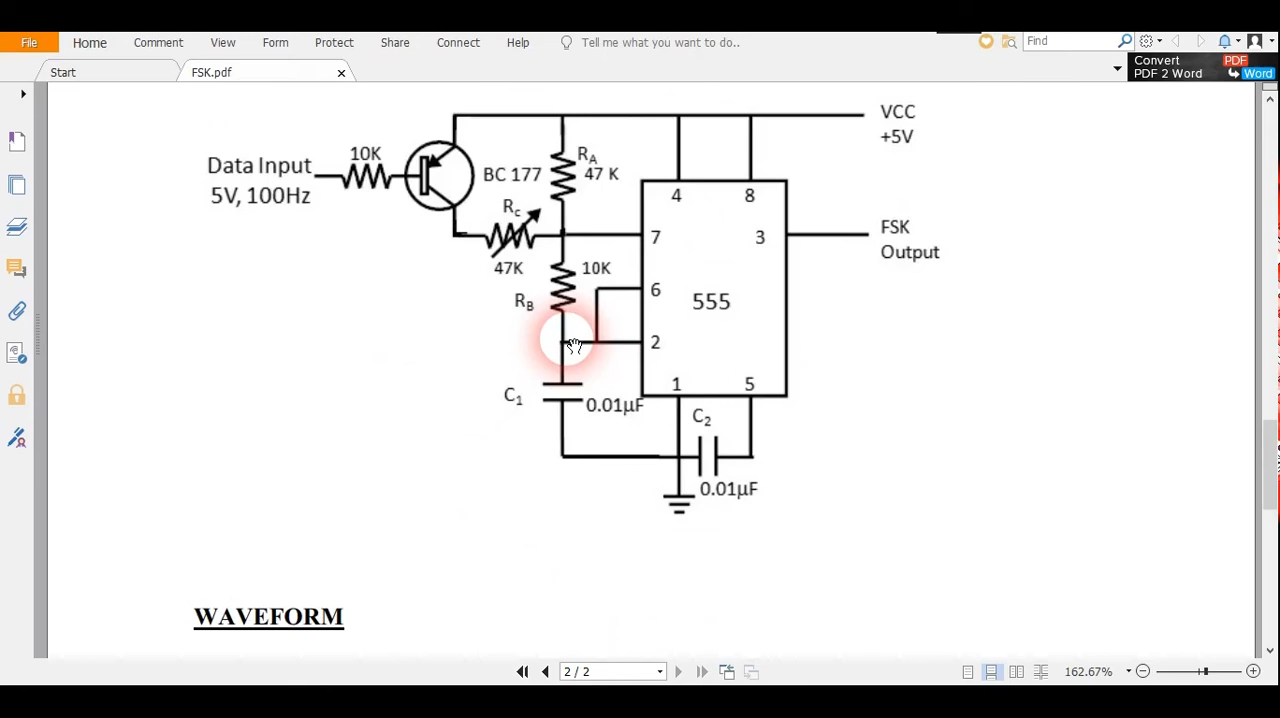 File Home Comment View Form Protect Share Connect Help Tell me what you want to do.. Find
Start FSK.pdf
Convert PDF
PDF 2 Word Word
VCC
+5V
Data Input
5V, 100Hz
10K
BC 177
RA
47 K
Rc
47K
10K
RB
4 8
7 3
6
555
2
1 5
FSK
Output
C1
0.01µF
C2
0.01µF
WAVEFORM
2 / 2 162.67%